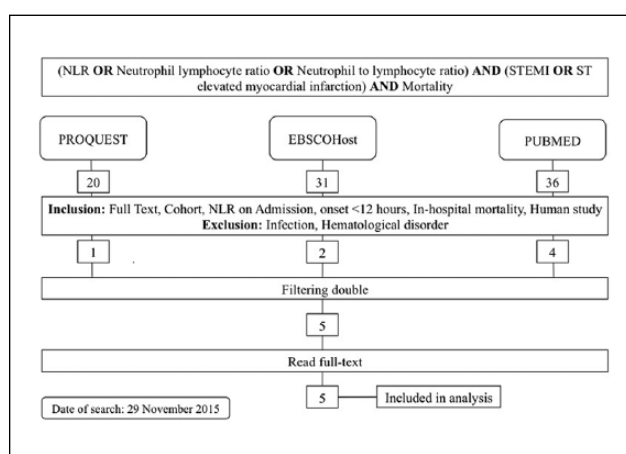 (NLR OR Neutrophil lymphocyte ratio OR Neutrophil to lymphocyte ratio) AND (STEMI OR ST
elevated myocardial infarction) AND Mortality
PROQUEST
EBSCOHost
PUBMED
20
31
36
Inclusion: Full Text, Cohort, NLR on Admission, onset <12 hours, In-hospital mortality, Human study
Exclusion: Infection, Hematological disorder
1
2
4
Filtering double
5
Read full-text
5
Included in analysis
Date of search: 29 November 2015